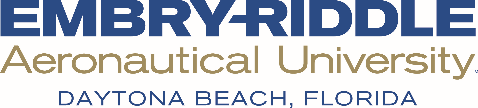 EMBRY-RIDDLE
Aeronautical University
DAYTONA BEACH, FLORIDA